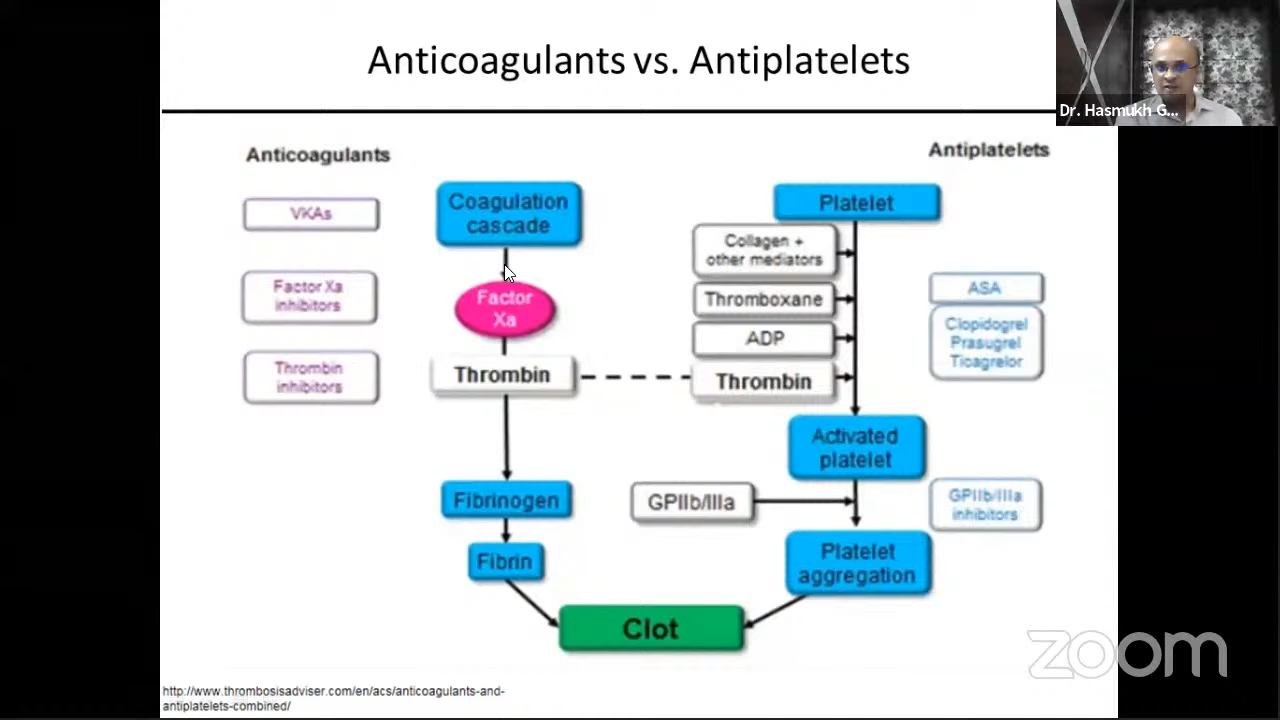 Anticoagulants vs. Antiplatelets
Dr. Hasmukh G...
Anticoagulants
Antiplatelets
VKAs
Factor Xa
inhibitors
Thrombin
inhibitors
Coagulation
cascade
Factor
Xa
Thrombin
Fibrinogen
Fibrin
Platelet
Collagen +
other mediators
Thromboxane
ADP
Thrombin
Activated
platelet
GPIIb/IIIa
Platelet
aggregation
ASA
Clopidogrel
Prasugrel
Ticagrelor
GPIIb/IIIa
inhibitors
Clot
zoom
http://www.thrombosisadviser.com/en/acs/anticoagulants-and-
antiplatelets-combined/